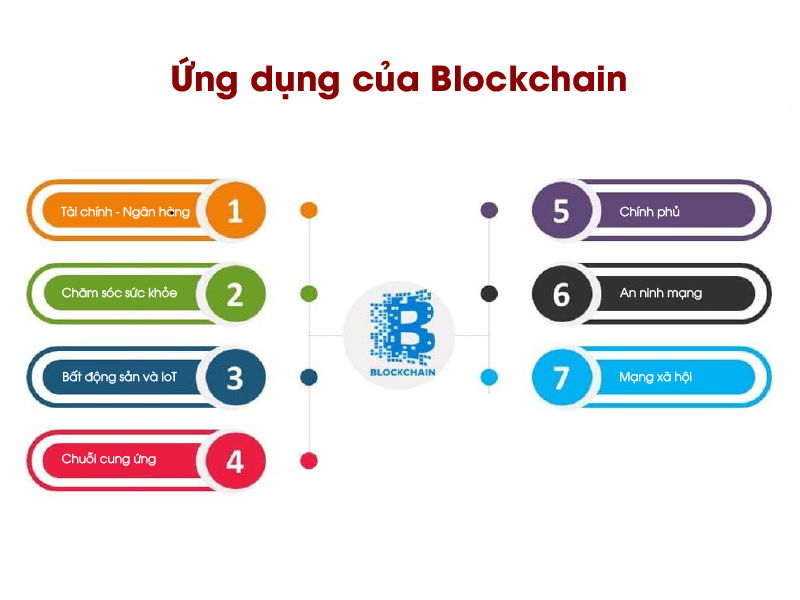 Ứng dụng của Blockchain
Tài chính - Ngân hàng
1
Chăm sóc sức khỏe
2
Bất động sản và IoT
3
Chuỗi cung ứng
4
BLOCKCHAIN
5
Chính phủ
6
An ninh mạng
7
Mạng xã hội